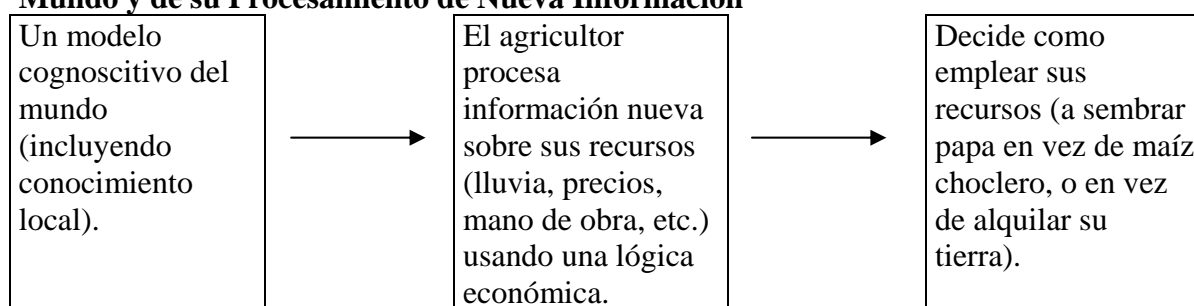 Mundo y de su Procesamiento de Nueva Información
Un modelo
cognoscitivo del
mundo
(incluyendo
conocimiento
local).
El agricultor
procesa
información nueva
sobre sus recursos
(lluvia, precios,
mano de obra, etc.)
usando una lógica
económica.
Decide como
emplear sus
recursos (a sembrar
papa en vez de maíz
choclero, o en vez
de alquilar su
tierra).